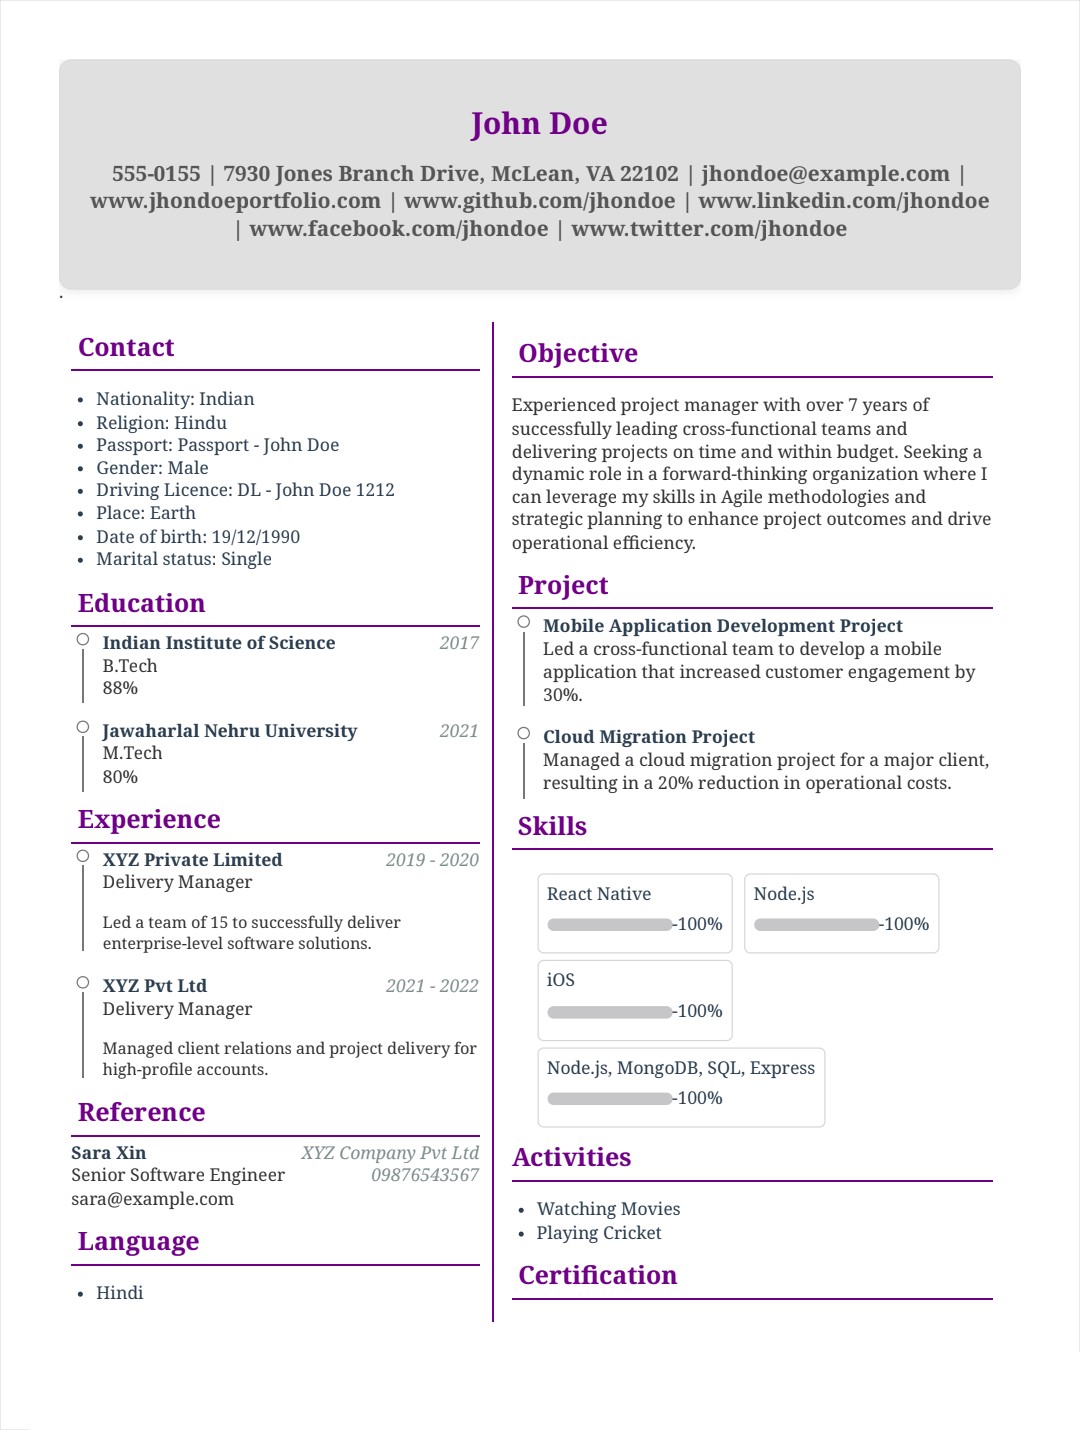 John Doe
555-0155 | 7930 Jones Branch Drive, McLean, VA 22102 | jhondoe@example.com |
www.jhondoeportfolio.com | www.github.com/jhondoe | www.linkedin.com/jhondoe
| www.facebook.com/jhondoe | www.twitter.com/jhondoe
.
Contact
• Nationality: Indian
• Religion: Hindu
• Passport: Passport - John Doe
• Gender: Male
• Driving Licence: DL - John Doe 1212
• Place: Earth
• Date of birth: 19/12/1990
• Marital status: Single
Education
Indian Institute of Science 2017
B.Tech
88%
Jawaharlal Nehru University 2021
M.Tech
80%
Experience
XYZ Private Limited 2019 - 2020
Delivery Manager
Led a team of 15 to successfully deliver
enterprise-level software solutions.
XYZ Pvt Ltd 2021 - 2022
Delivery Manager
Managed client relations and project delivery for
high-profile accounts.
Reference
Sara Xin XYZ Company Pvt Ltd
Senior Software Engineer 09876543567
sara@example.com
Language
• Hindi
Objective
Experienced project manager with over 7 years of
successfully leading cross-functional teams and
delivering projects on time and within budget. Seeking a
dynamic role in a forward-thinking organization where I
can leverage my skills in Agile methodologies and
strategic planning to enhance project outcomes and drive
operational efficiency.
Project
Mobile Application Development Project
Led a cross-functional team to develop a mobile
application that increased customer engagement by
30%.
Cloud Migration Project
Managed a cloud migration project for a major client,
resulting in a 20% reduction in operational costs.
Skills
React Native
-100%
Node.js
-100%
iOS
-100%
Node.js, MongoDB, SQL, Express
-100%
Activities
• Watching Movies
• Playing Cricket
Certification